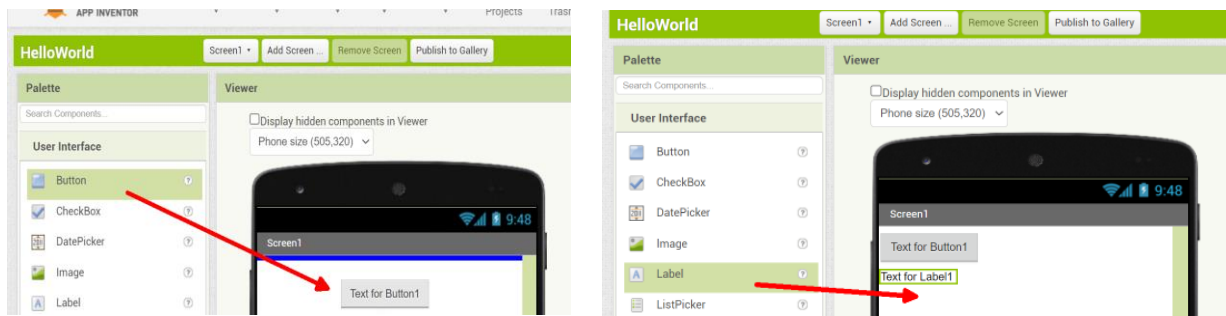 APP INVENTOR
Projects
HelloWorld
Screen1
Add Screen ...
Remove Screen
Publish to Gallery
Palette
Viewer
Search Components...
User Interface
Display hidden components in Viewer
Phone size (505,320)
Button
CheckBox
DatePicker
Image
Label
9:48
Screen1
Text for Button1
HelloWorld
Screen1
Add Screen ...
Remove Screen
Publish to Gallery
Palette
Viewer
Search Components...
User Interface
Display hidden components in Viewer
Phone size (505,320)
Button
CheckBox
DatePicker
Image
Label
ListPicker
9:48
Screen1
Text for Button1
Text for Label1